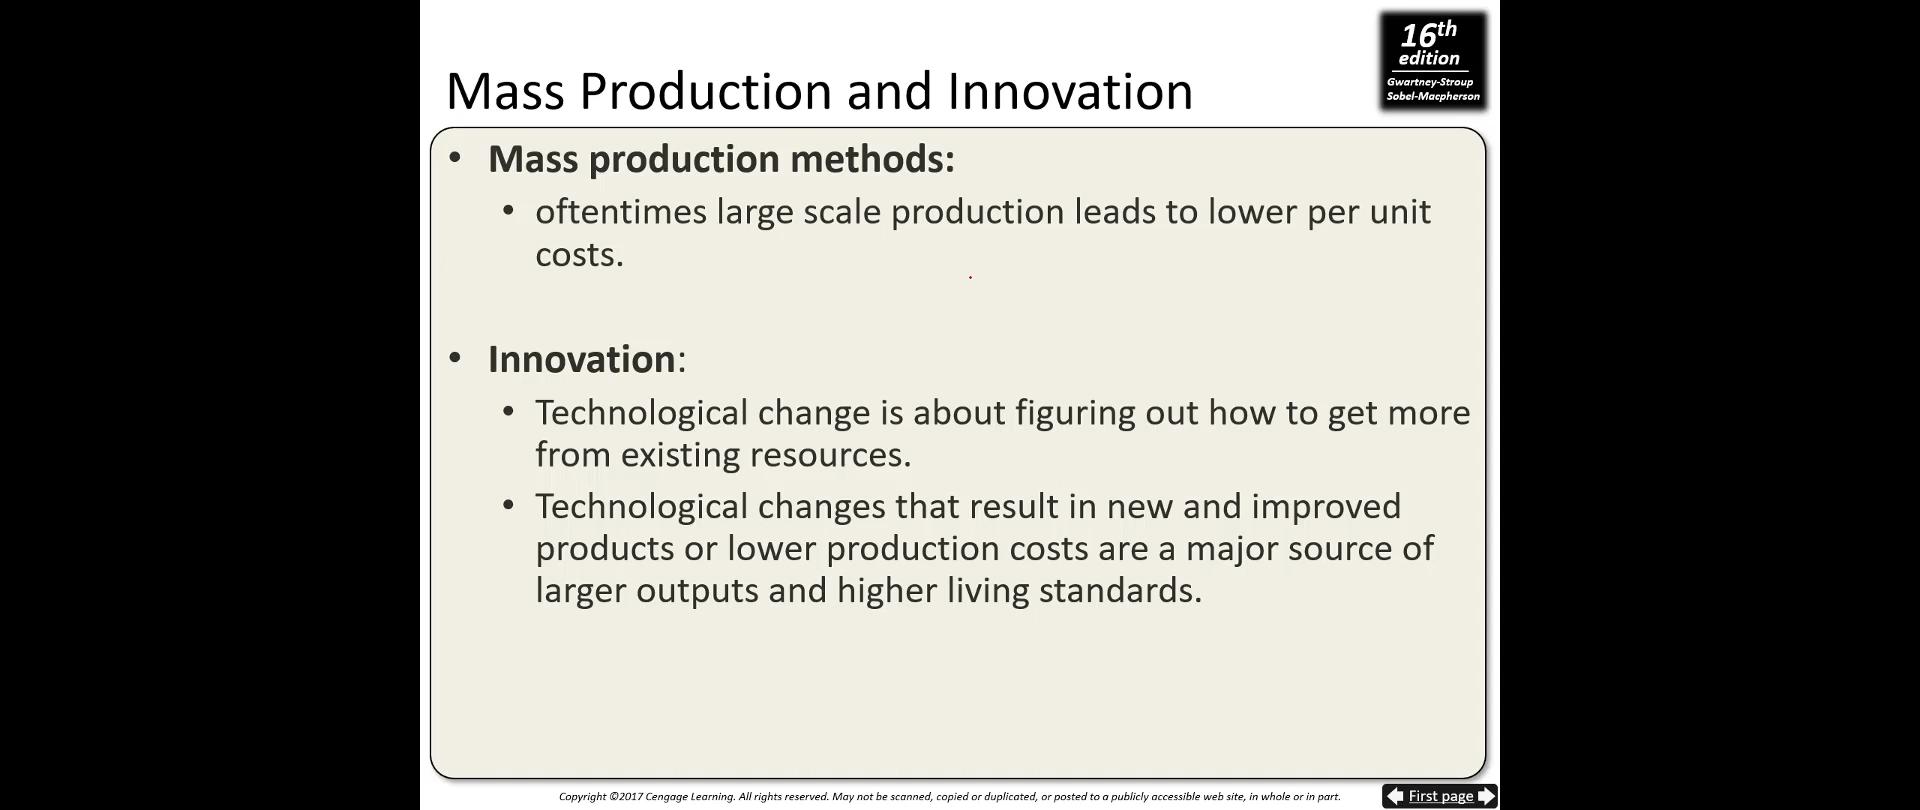 16th
edition
Gwartney-Stroup
Sobel-Macpherson
Mass Production and Innovation
• Mass production methods:
• oftentimes large scale production leads to lower per unit
costs.
• Innovation:
• Technological change is about figuring out how to get more
from existing resources.
• Technological changes that result in new and improved
products or lower production costs are a major source of
larger outputs and higher living standards.
Copyright ©2017 Cengage Learning. All rights reserved. May not be scanned, copied or duplicated, or posted to a publicly accessible web site, in whole or in part.
First page